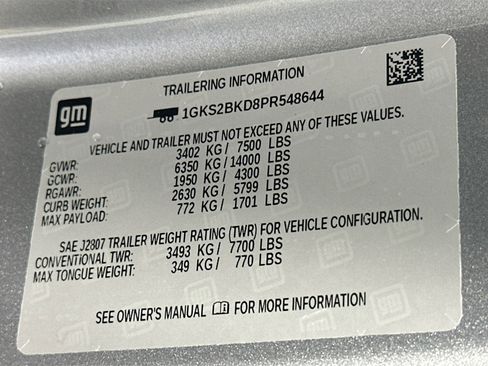 TRAILERING INFORMATION
gm
1GKS2BKD8PR548644
VEHICLE AND TRAILER MUST NOT EXCEED ANY OF THESE VALUES.
GVWR: 3402 KG / 7500 LBS
GCWR: 6350 KG / 14000 LBS
RGAWR: 1950 KG / 4300 LBS
CURB WEIGHT: 2630 KG / 5799 LBS
MAX PAYLOAD: 772 KG / 1701 LBS
SAE J2807 TRAILER WEIGHT RATING (TWR) FOR VEHICLE CONFIGURATION.
CONVENTIONAL TWR: 3493 KG / 7700 LBS
MAX TONGUE WEIGHT: 349 KG / 770 LBS
SEE OWNER'S MANUAL FOR MORE INFORMATION